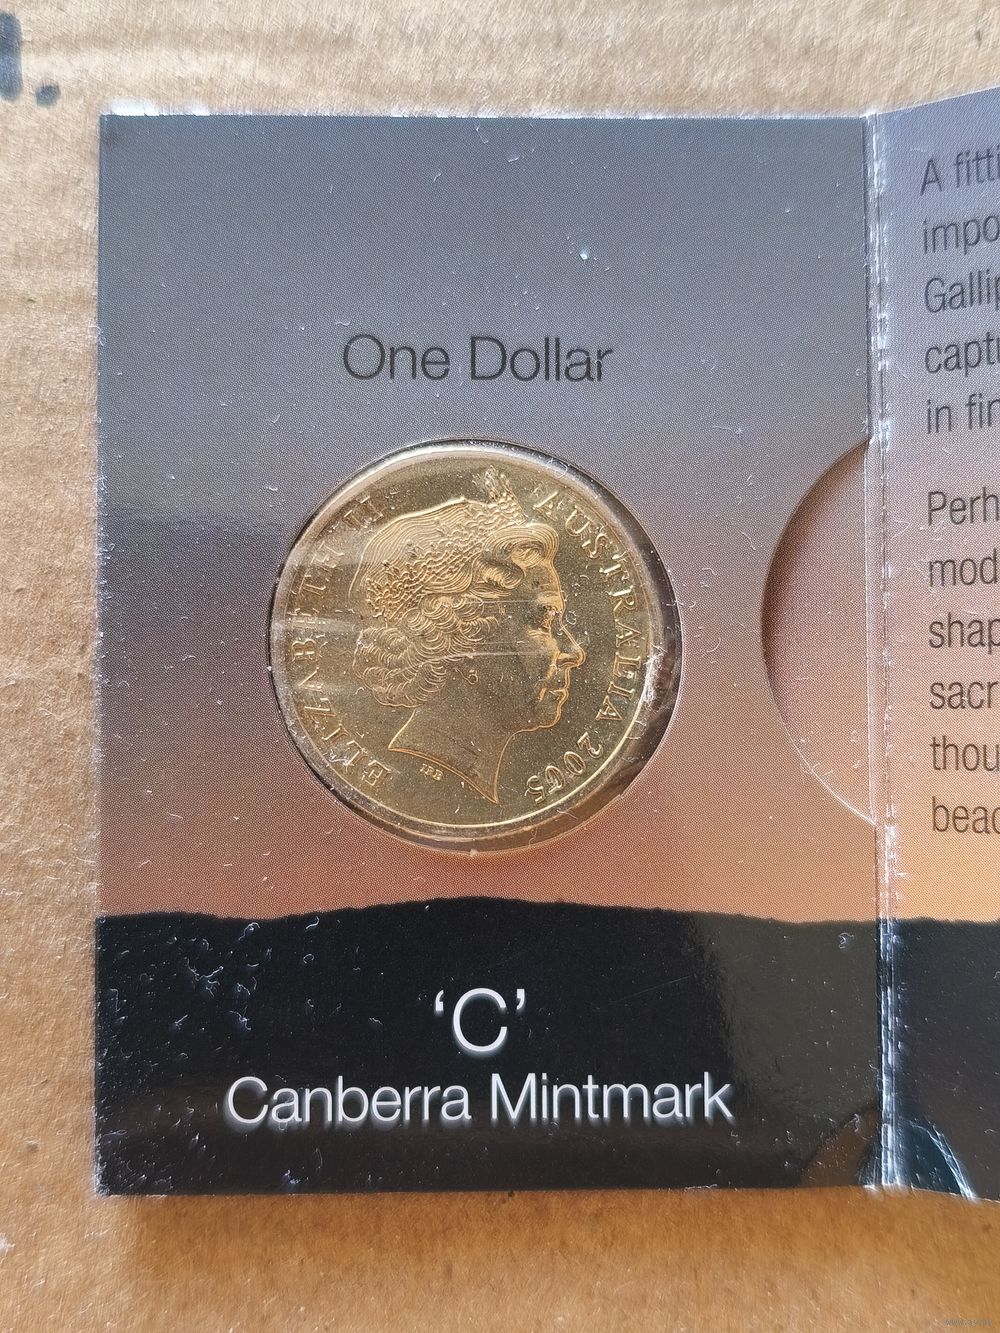 One Dollar
ELIZABETH II
AUSTRALIA 2005
IRB
'C'
Canberra Mintmark
A fitti
impo
Gallip
captu
in fin
Perh
mod
shap
sacr
thou
beac